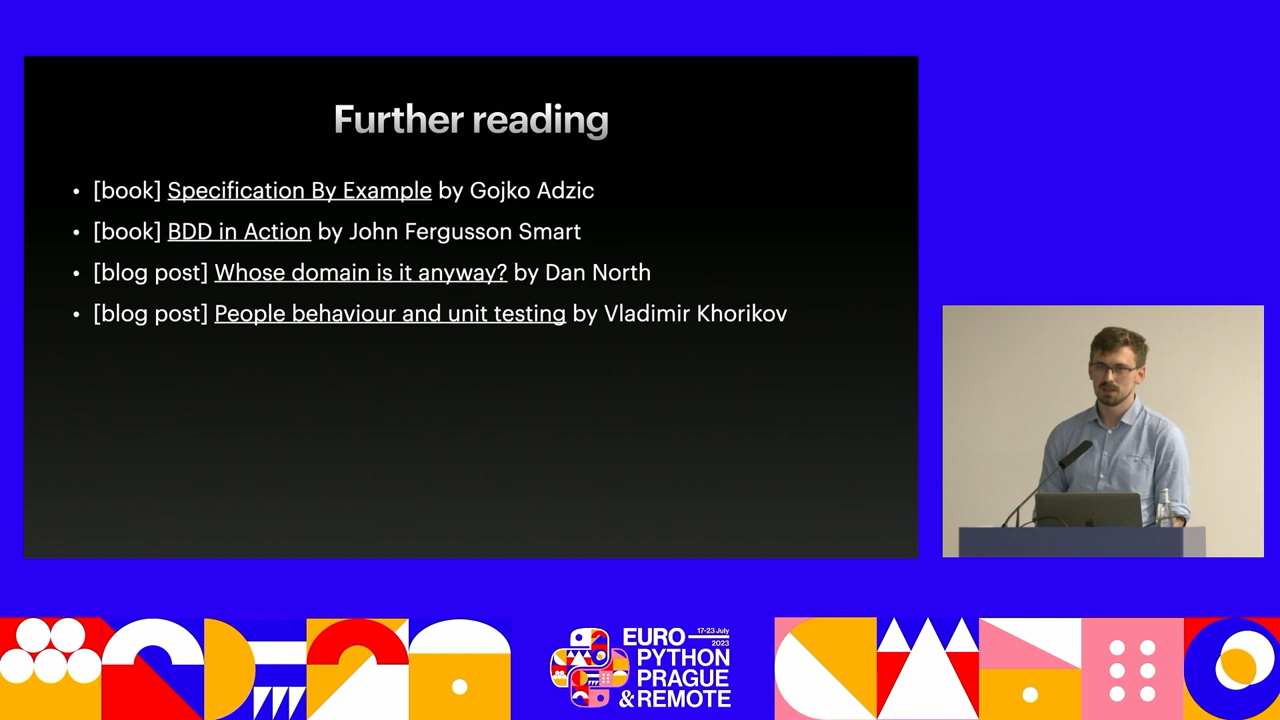 Further reading
• [book] Specification By Example by Gojko Adzic
• [book] BDD in Action by John Fergusson Smart
• [blog post] Whose domain is it anyway? by Dan North
• [blog post] People behaviour and unit testing by Vladimir Khorikov
EURO 17-23 July 2023
PYTHON
PRAGUE
& REMOTE